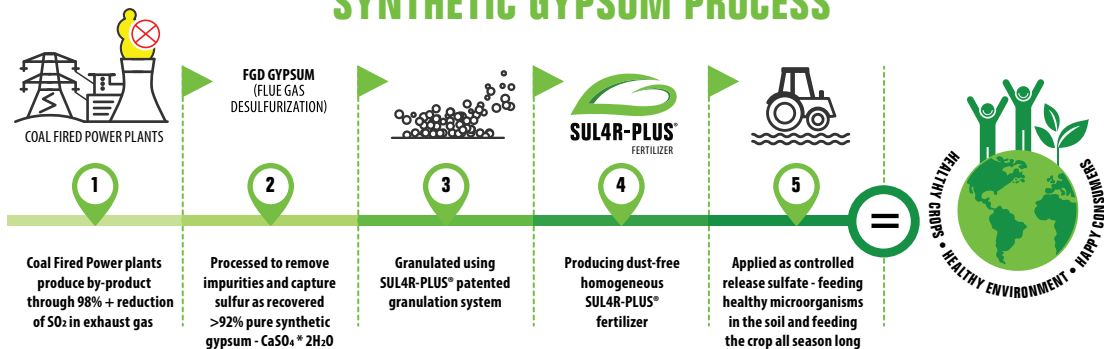 SYNTHETIC GYPSUM PROCESS
COAL FIRED POWER PLANTS
1
Coal Fired Power plants
produce by-product
through 98% + reduction
of SO₂ in exhaust gas
FGD GYPSUM
(FLUE GAS
DESULFURIZATION)
2
Processed to remove
impurities and capture
sulfur as recovered
>92% pure synthetic
gypsum - CaSO₄ * 2H₂O
3
Granulated using
SUL4R-PLUS® patented
granulation system
SUL4R-PLUS®
FERTILIZER
4
Producing dust-free
homogeneous
SUL4R-PLUS®
fertilizer
5
Applied as controlled
release sulfate - feeding
healthy microorganisms
in the soil and feeding
the crop all season long
=
HEALTHY CROPS • HEALTHY ENVIRONMENT • HAPPY CONSUMERS